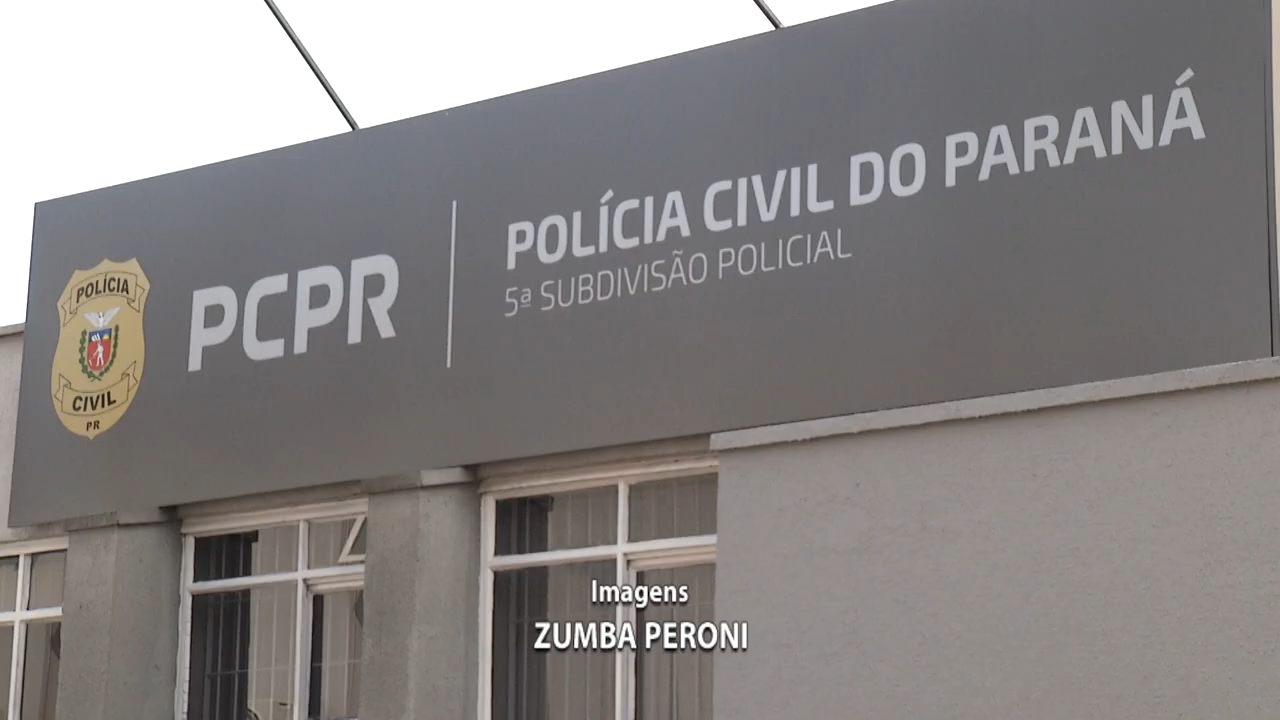 POLÍCIA
CIVIL
PR
PCPR
POLÍCIA CIVIL DO PARANÁ
5ª SUBDIVISÃO POLICIAL
Imagens
ZUMBA PERONI